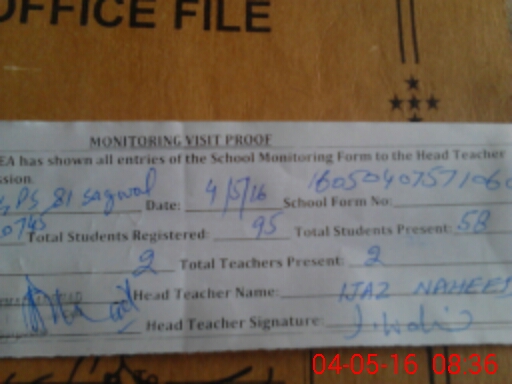 OFFICE FILE
MONITORING VISIT PROOF
EA has shown all entries of the School Monitoring Form to the Head Teacher
ssion.
PS 81 sagwal Date: 4/5/16 School Form No: 1605040757106
0745 Total Students Registered: 95 Total Students Present: 58
2 Total Teachers Present: 2
Head Teacher Name: IJAZ NAHEED
Head Teacher Signature:
04-05-16 08:36